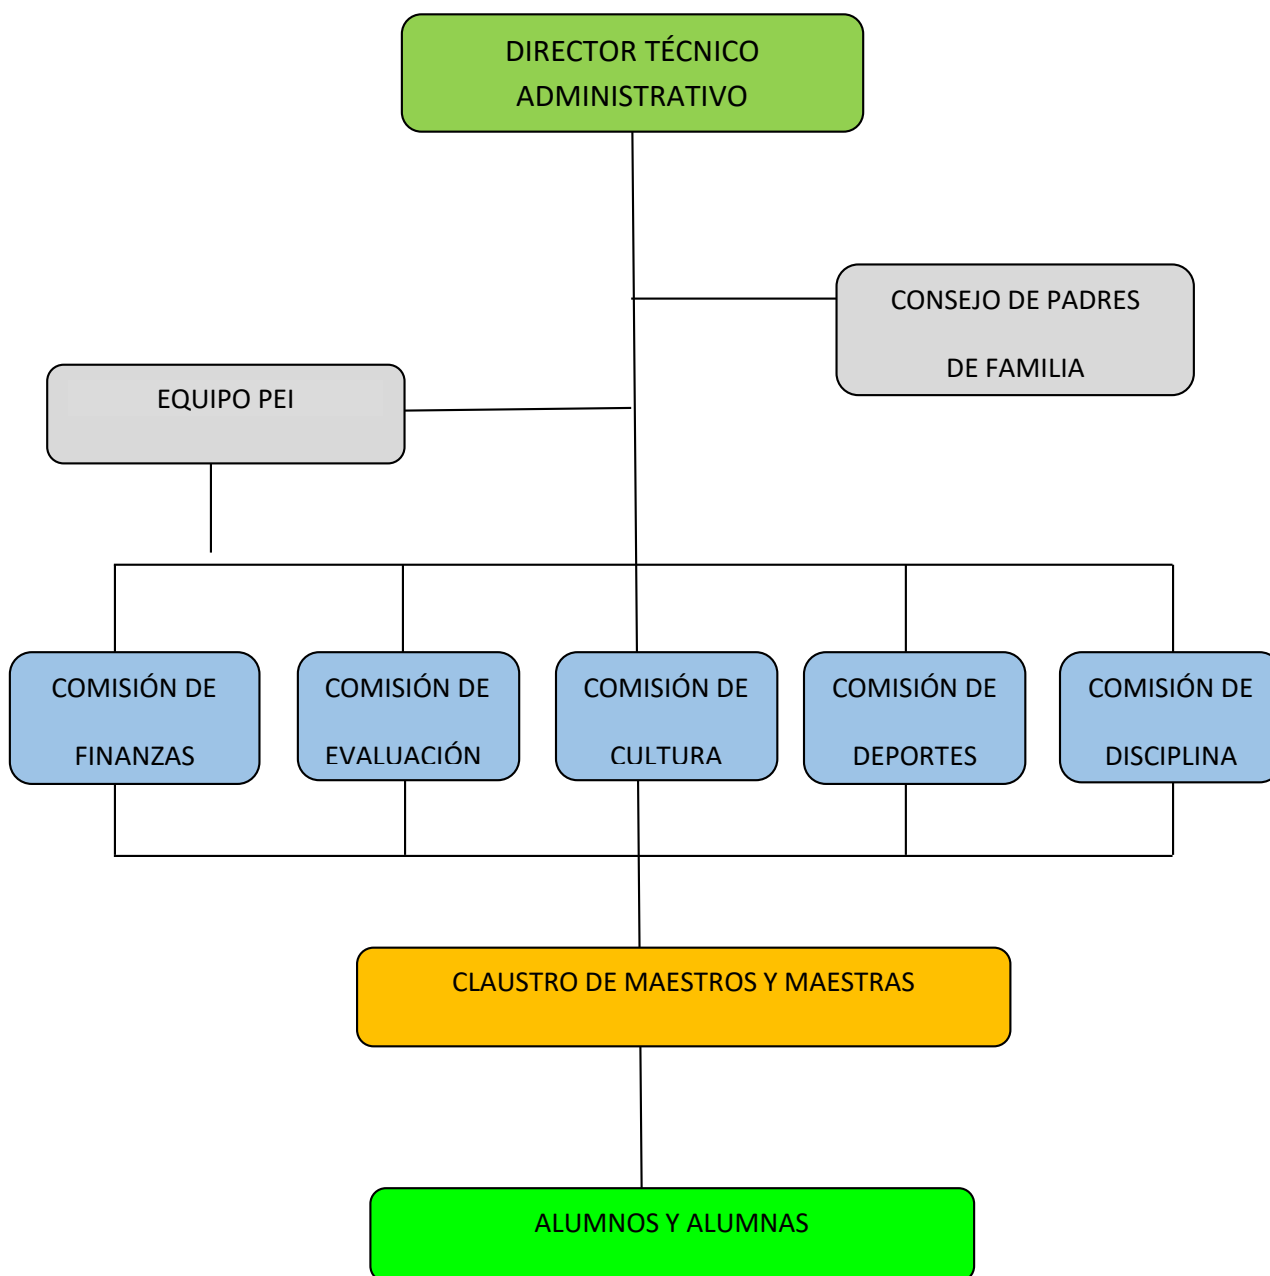 DIRECTOR TÉCNICO
ADMINISTRATIVO
CONSEJO DE PADRES
DE FAMILIA
EQUIPO PEI
COMISIÓN DE
FINANZAS
COMISIÓN DE
EVALUACIÓN
COMISIÓN DE
CULTURA
COMISIÓN DE
DEPORTES
COMISIÓN DE
DISCIPLINA
CLAUSTRO DE MAESTROS Y MAESTRAS
ALUMNOS Y ALUMNAS